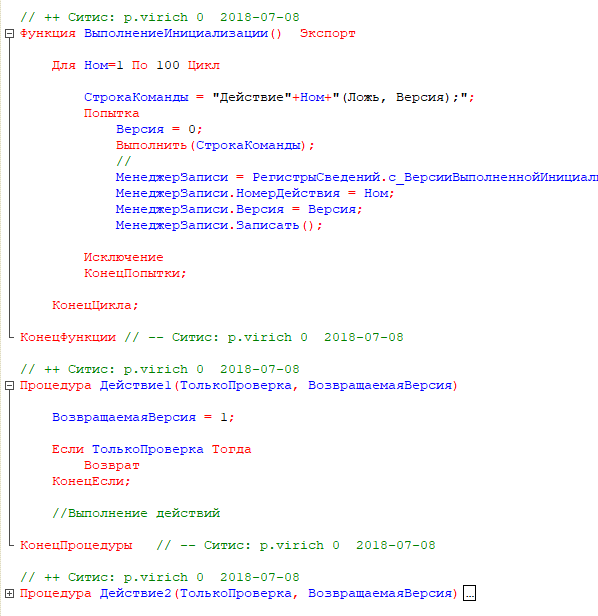 // ++ Ситис: p.virich 0  2018-07-08
Функция ВыполнениеИнициализации()  Экспорт
Для Ном=1 По 100 Цикл
СтрокаКоманды = "Действие"+Ном+"(Ложь, Версия);";
Попытка
Версия = 0;
Выполнить(СтрокаКоманды);
//
МенеджерЗаписи = РегистрыСведений.с_ВерсииВыполненнойИнициал
МенеджерЗаписи.НомерДействия = Ном;
МенеджерЗаписи.Версия = Версия;
МенеджерЗаписи.Записать();
Исключение
КонецПопытки;
КонецЦикла;
КонецФункции // -- Ситис: p.virich 0  2018-07-08
// ++ Ситис: p.virich 0  2018-07-08
Процедура Действие1(ТолькоПроверка, ВозвращаемаяВерсия)
ВозвращаемаяВерсия = 1;
Если ТолькоПроверка Тогда
Возврат
КонецЕсли;
//Выполнение действий
КонецПроцедуры   // -- Ситис: p.virich 0  2018-07-08
// ++ Ситис: p.virich 0  2018-07-08
Процедура Действие2(ТолькоПроверка, ВозвращаемаяВерсия) ...